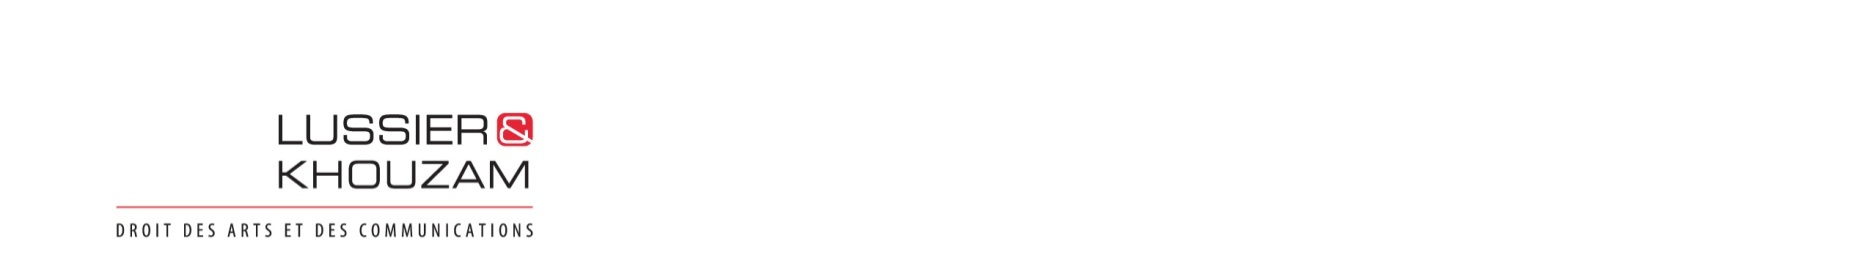 LUSSIER &
KHOUZAM
DROIT DES ARTS ET DES COMMUNICATIONS